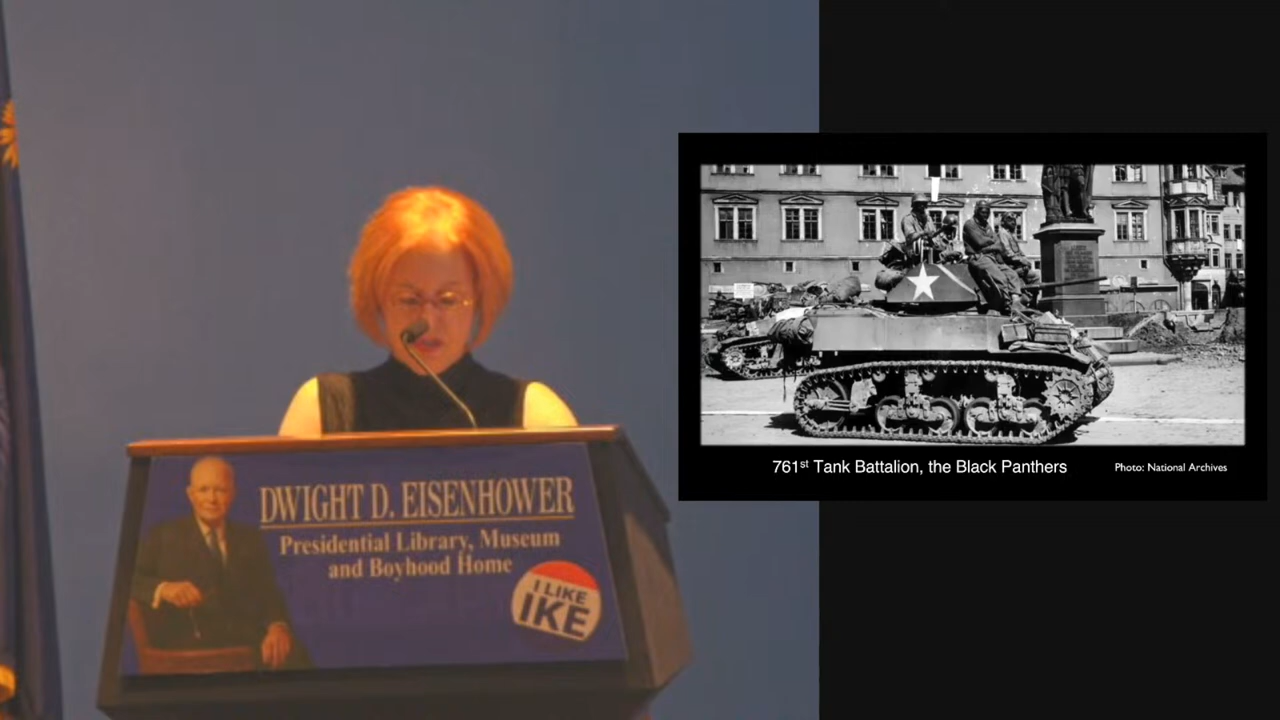 DWIGHT D. EISENHOWER
Presidential Library, Museum
and Boyhood Home
I LIKE
IKE
761st Tank Battalion, the Black Panthers
Photo: National Archives